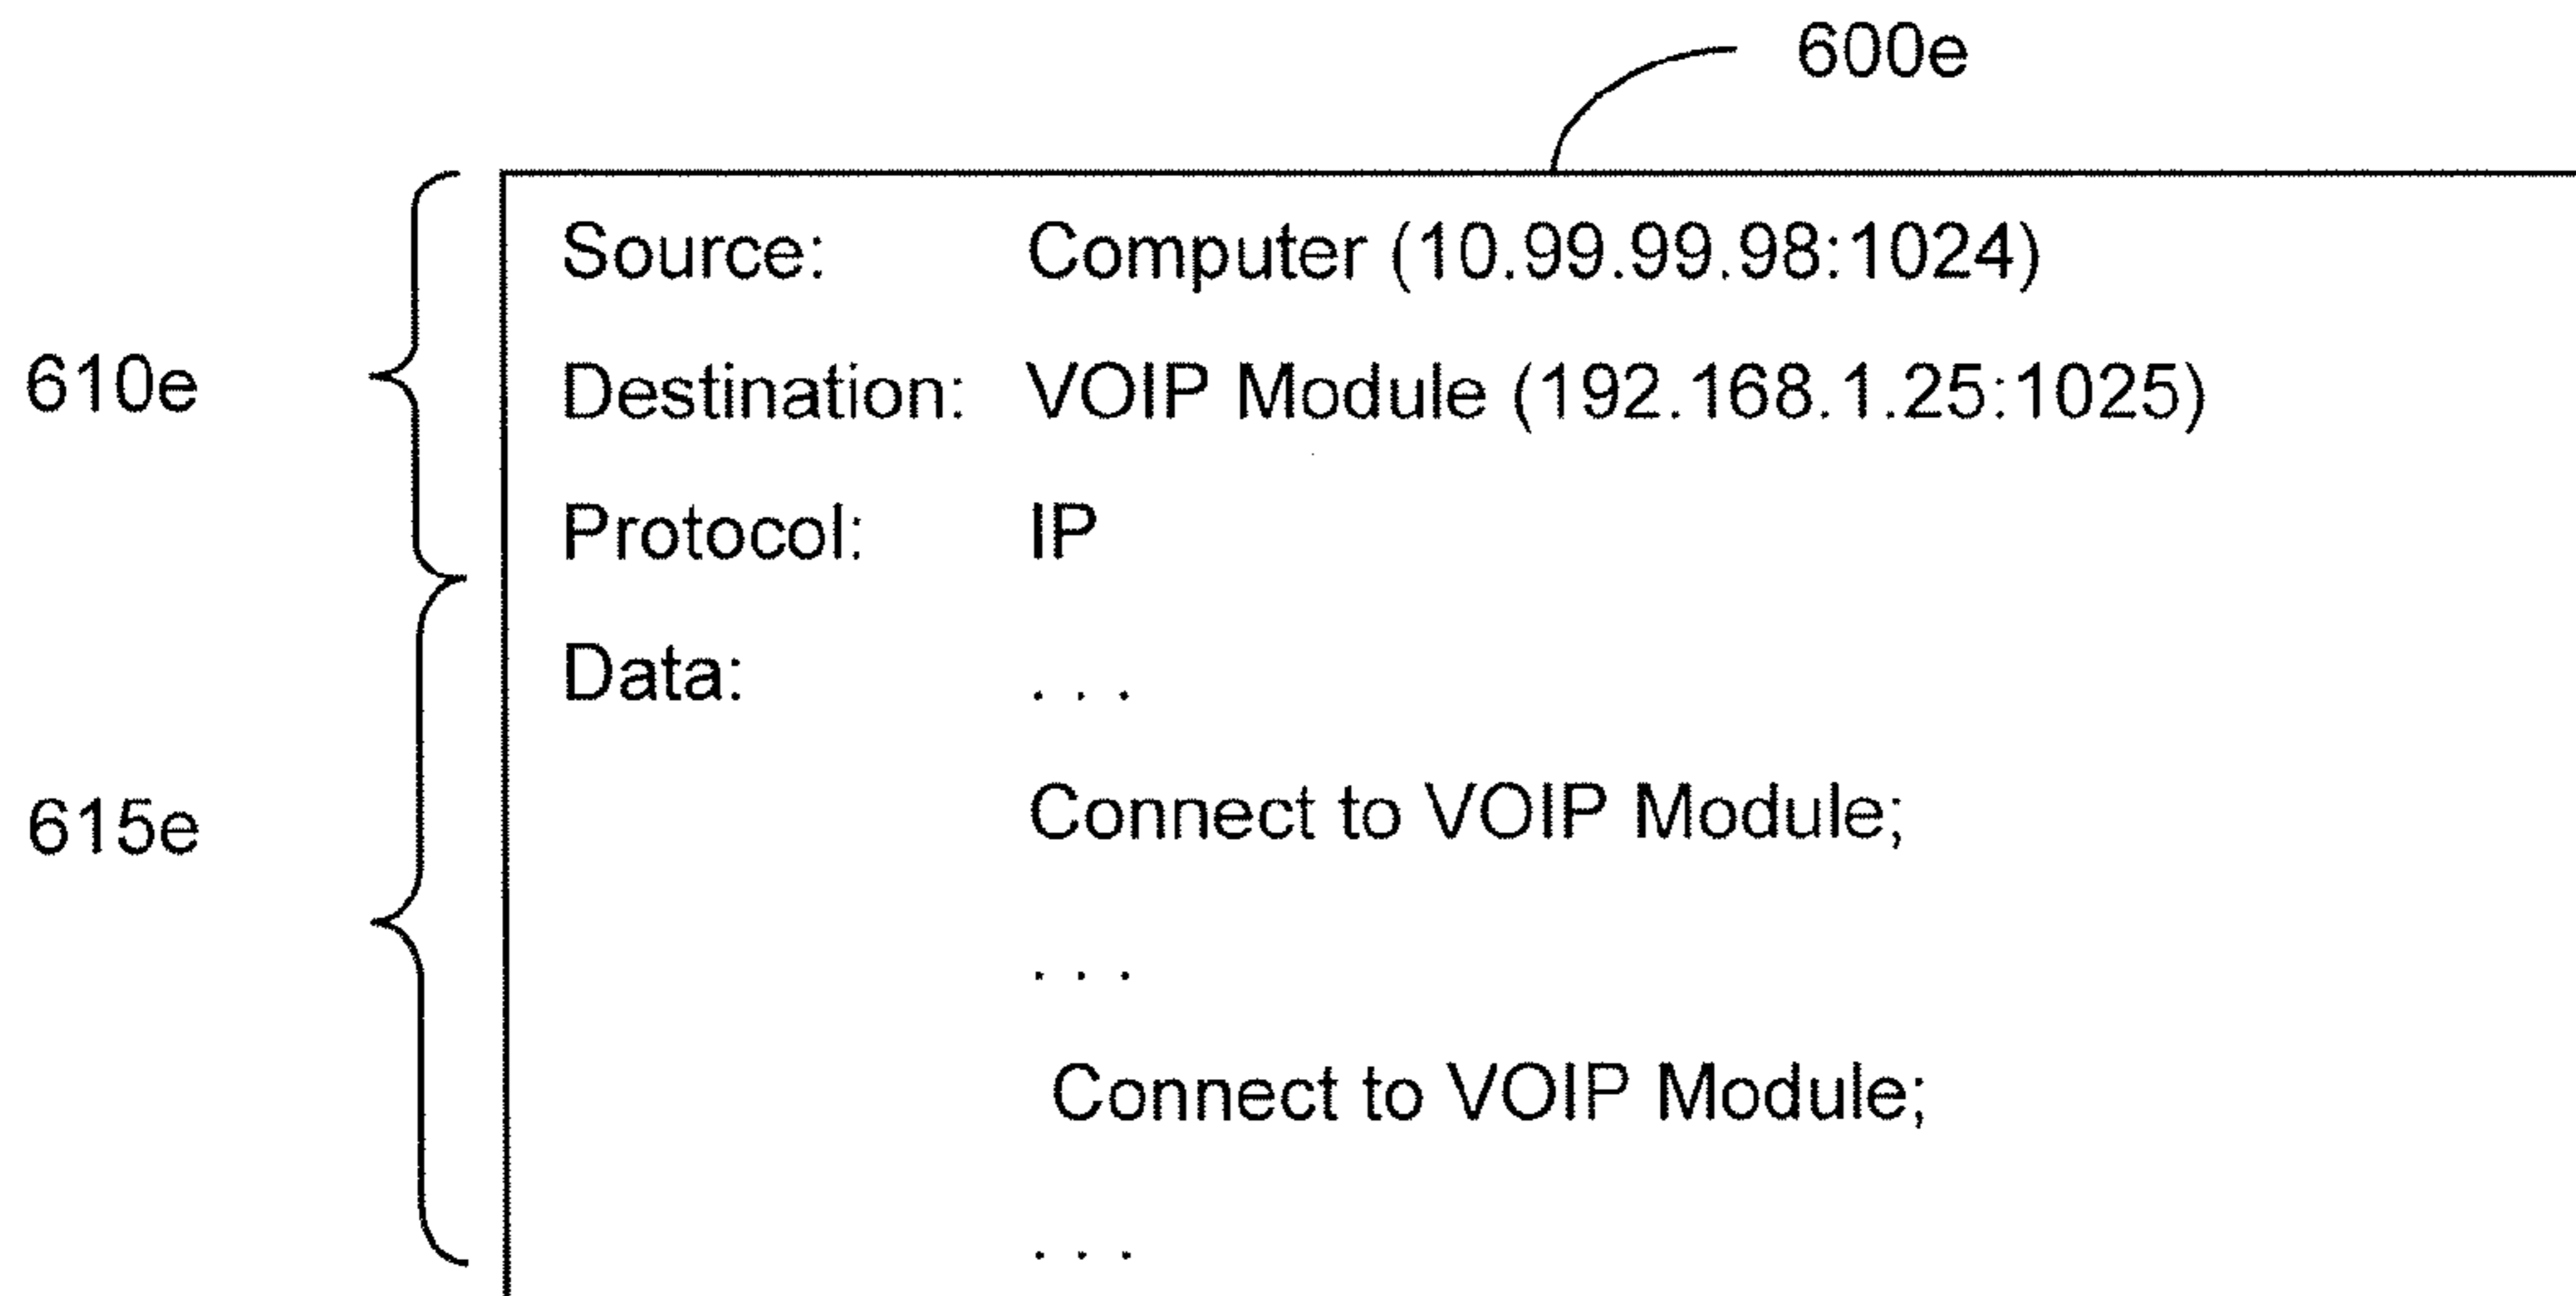 600e
Source: Computer (10.99.99.98:1024)
610e
Destination: VOIP Module (192.168.1.25:1025)
Protocol: IP
Data: . . .
Connect to VOIP Module;
615e
. . .
Connect to VOIP Module;
. . .